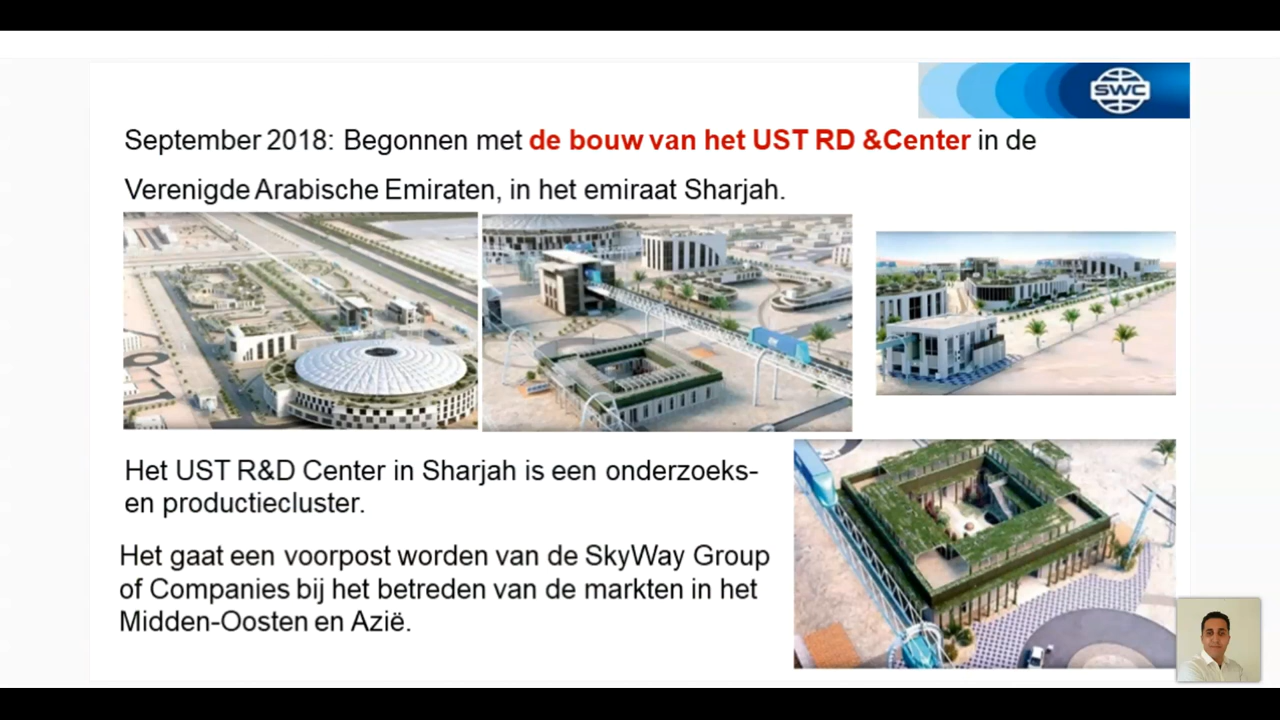 SWC
September 2018: Begonnen met de bouw van het UST RD &Center in de
Verenigde Arabische Emiraten, in het emiraat Sharjah.
Het UST R&D Center in Sharjah is een onderzoeks-
en productiecluster.
Het gaat een voorpost worden van de SkyWay Group
of Companies bij het betreden van de markten in het
Midden-Oosten en Azië.